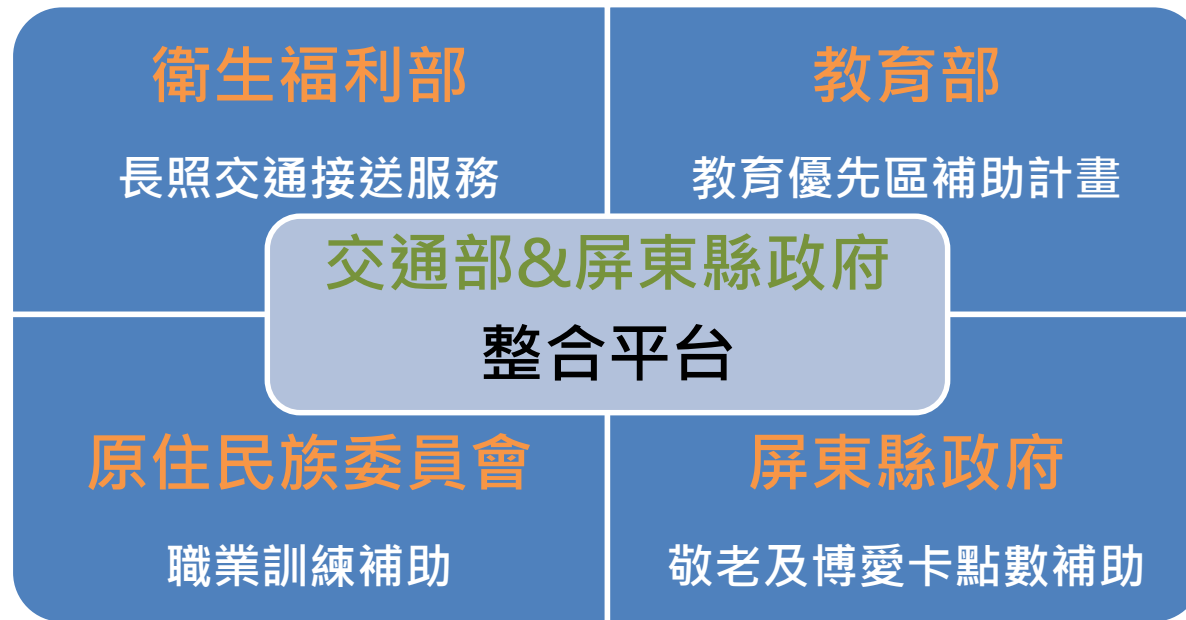 衛生福利部
長照交通接送服務
教育部
教育優先區補助計畫
交通部&屏東縣政府
整合平台
原住民族委員會
職業訓練補助
屏東縣政府
敬老及博愛卡點數補助